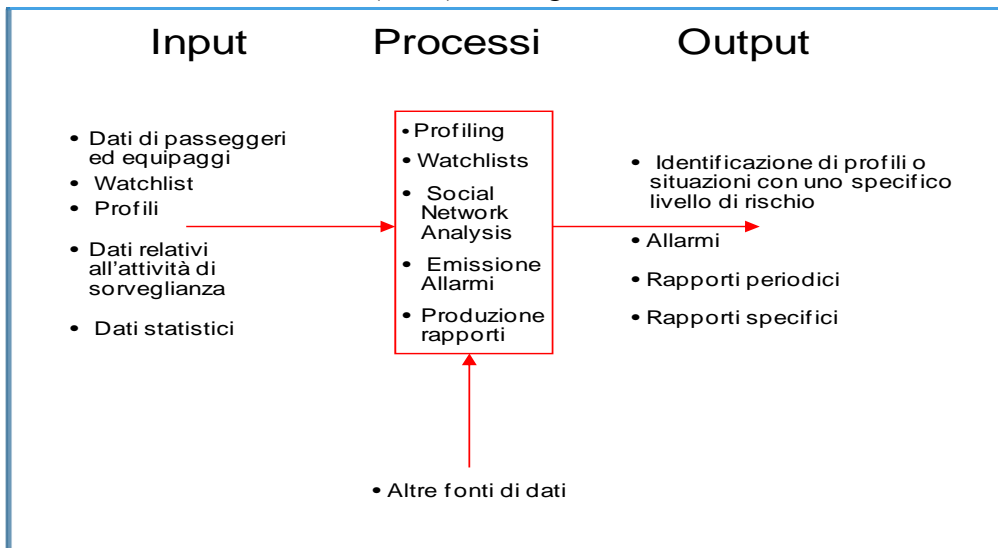 Input
Processi
Output
• Dati di passeggeri
ed equipaggi
• Watchlist
• Profili
• Dati relativi
all'attività di
sorveglianza
• Dati statistici
• Profiling
• Watchlists
• Social
Network
Analysis
• Emissione
Allarmi
• Produzione
rapporti
• Identificazione di profili o
situazioni con uno specifico
livello di rischio
• Allarmi
• Rapporti periodici
• Rapporti specifici
• Altre fonti di dati